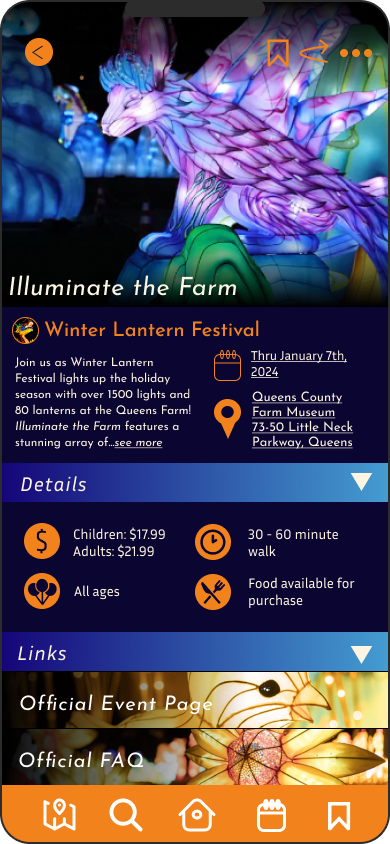 Illuminate the Farm
Winter Lantern Festival
Join us as Winter Lantern
Festival lights up the holiday
season with over 1500 lights and
80 lanterns at the Queens Farm!
Illuminate the Farm features a
stunning array of...see more
Thru January 7th,
2024
Queens County
Farm Museum
73-50 Little Neck
Parkway, Queens
Details
Children: $17.99
Adults: $21.99
30 - 60 minute
walk
All ages
Food available for
purchase
Links
Official Event Page
Official FAQ